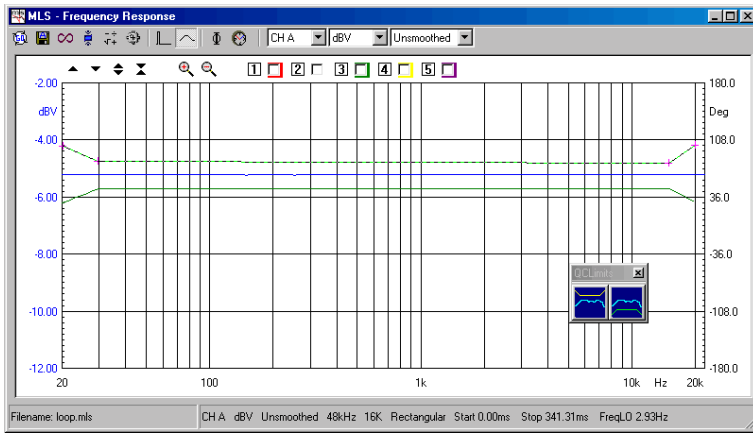 MLS - Frequency Response
CH A dBV Unsmoothed
1 2 3 4 5
-2.00 180.0
dBV Deg
-4.00 108.0
-6.00 36.0
-8.00 -36.0
QCLimits
-10.00 -108.0
-12.00 -180.0
20 100 1k 10k Hz 20k
Filename: loop.mls CH A dBV Unsmoothed 48kHz 16K Rectangular Start 0.00ms Stop 341.31ms FreqLO 2.93Hz